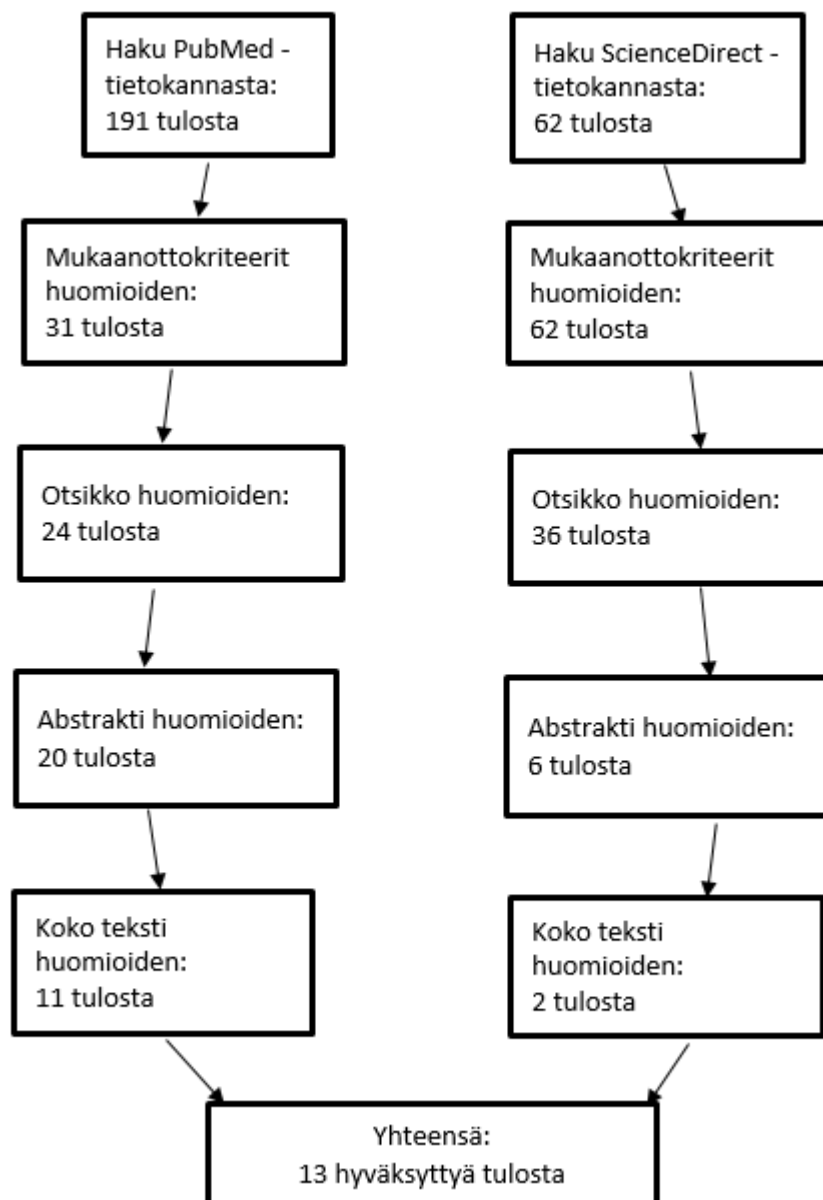 Haku PubMed -
tietokannasta:
191 tulosta
Mukaanottokriteerit
huomioiden:
31 tulosta
Otsikko huomioiden:
24 tulosta
Abstrakti huomioiden:
20 tulosta
Koko teksti
huomioiden:
11 tulosta
Haku ScienceDirect -
tietokannasta:
62 tulosta
Mukaanottokriteerit
huomioiden:
62 tulosta
Otsikko huomioiden:
36 tulosta
Abstrakti huomioiden:
6 tulosta
Koko teksti
huomioiden:
2 tulosta
Yhteensä:
13 hyväksyttyä tulosta